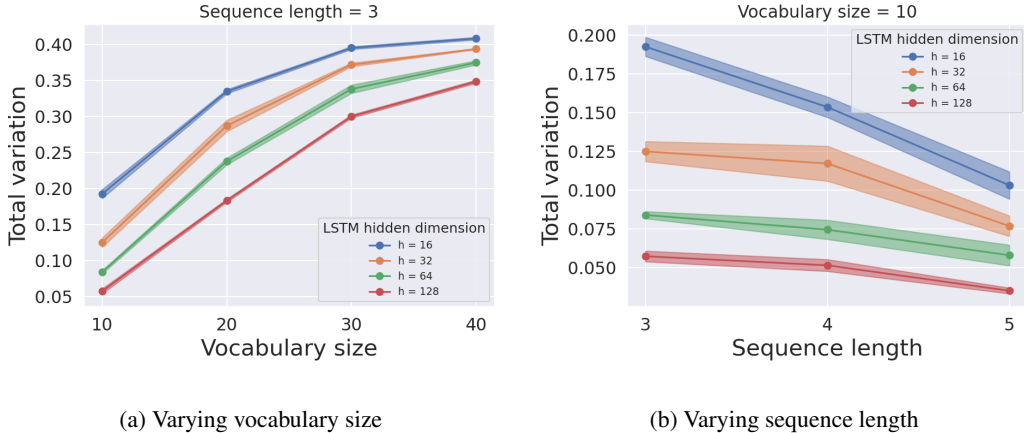 Sequence length = 3
Total variation
0.40
0.35
0.30
0.25
0.20
0.15
0.10
0.05
LSTM hidden dimension
h = 16
h = 32
h = 64
h = 128
10 20 30 40
Vocabulary size
(a) Varying vocabulary size
Vocabulary size = 10
Total variation
0.200
0.175
0.150
0.125
0.100
0.075
0.050
LSTM hidden dimension
h = 16
h = 32
h = 64
h = 128
3 4 5
Sequence length
(b) Varying sequence length